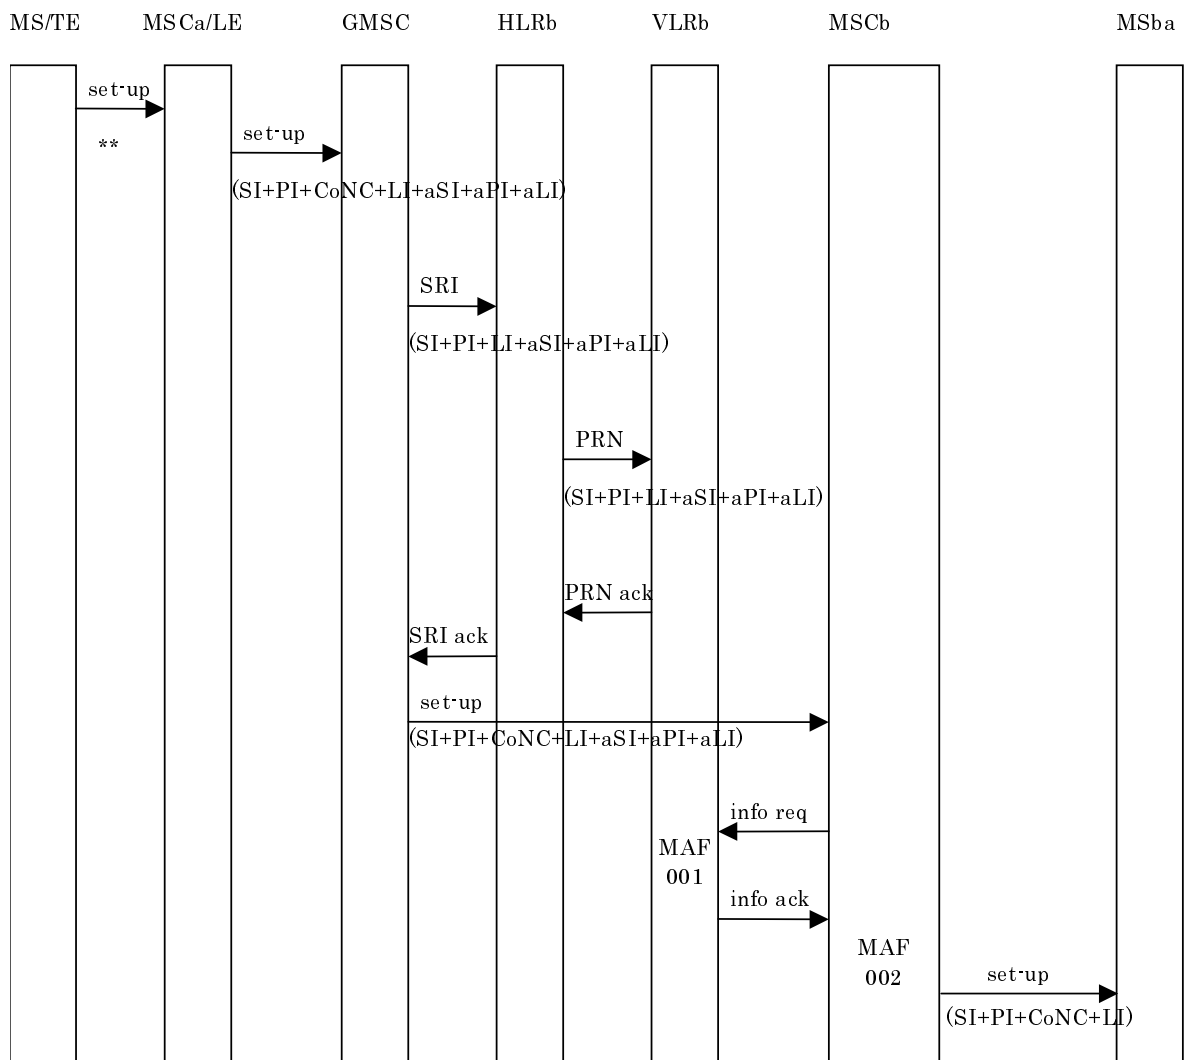 MS/TE MSCa/LE GMSC HLRb VLRb MSCb MSba
set-up
**
set-up
(SI+PI+CoNC+LI+aSI+aPI+aLI)
SRI
(SI+PI+LI+aSI+aPI+aLI)
PRN
(SI+PI+LI+aSI+aPI+aLI)
PRN ack
SRI ack
set-up
(SI+PI+CoNC+LI+aSI+aPI+aLI)
info req
MAF
001
info ack
MAF
002
set-up
(SI+PI+CoNC+LI)